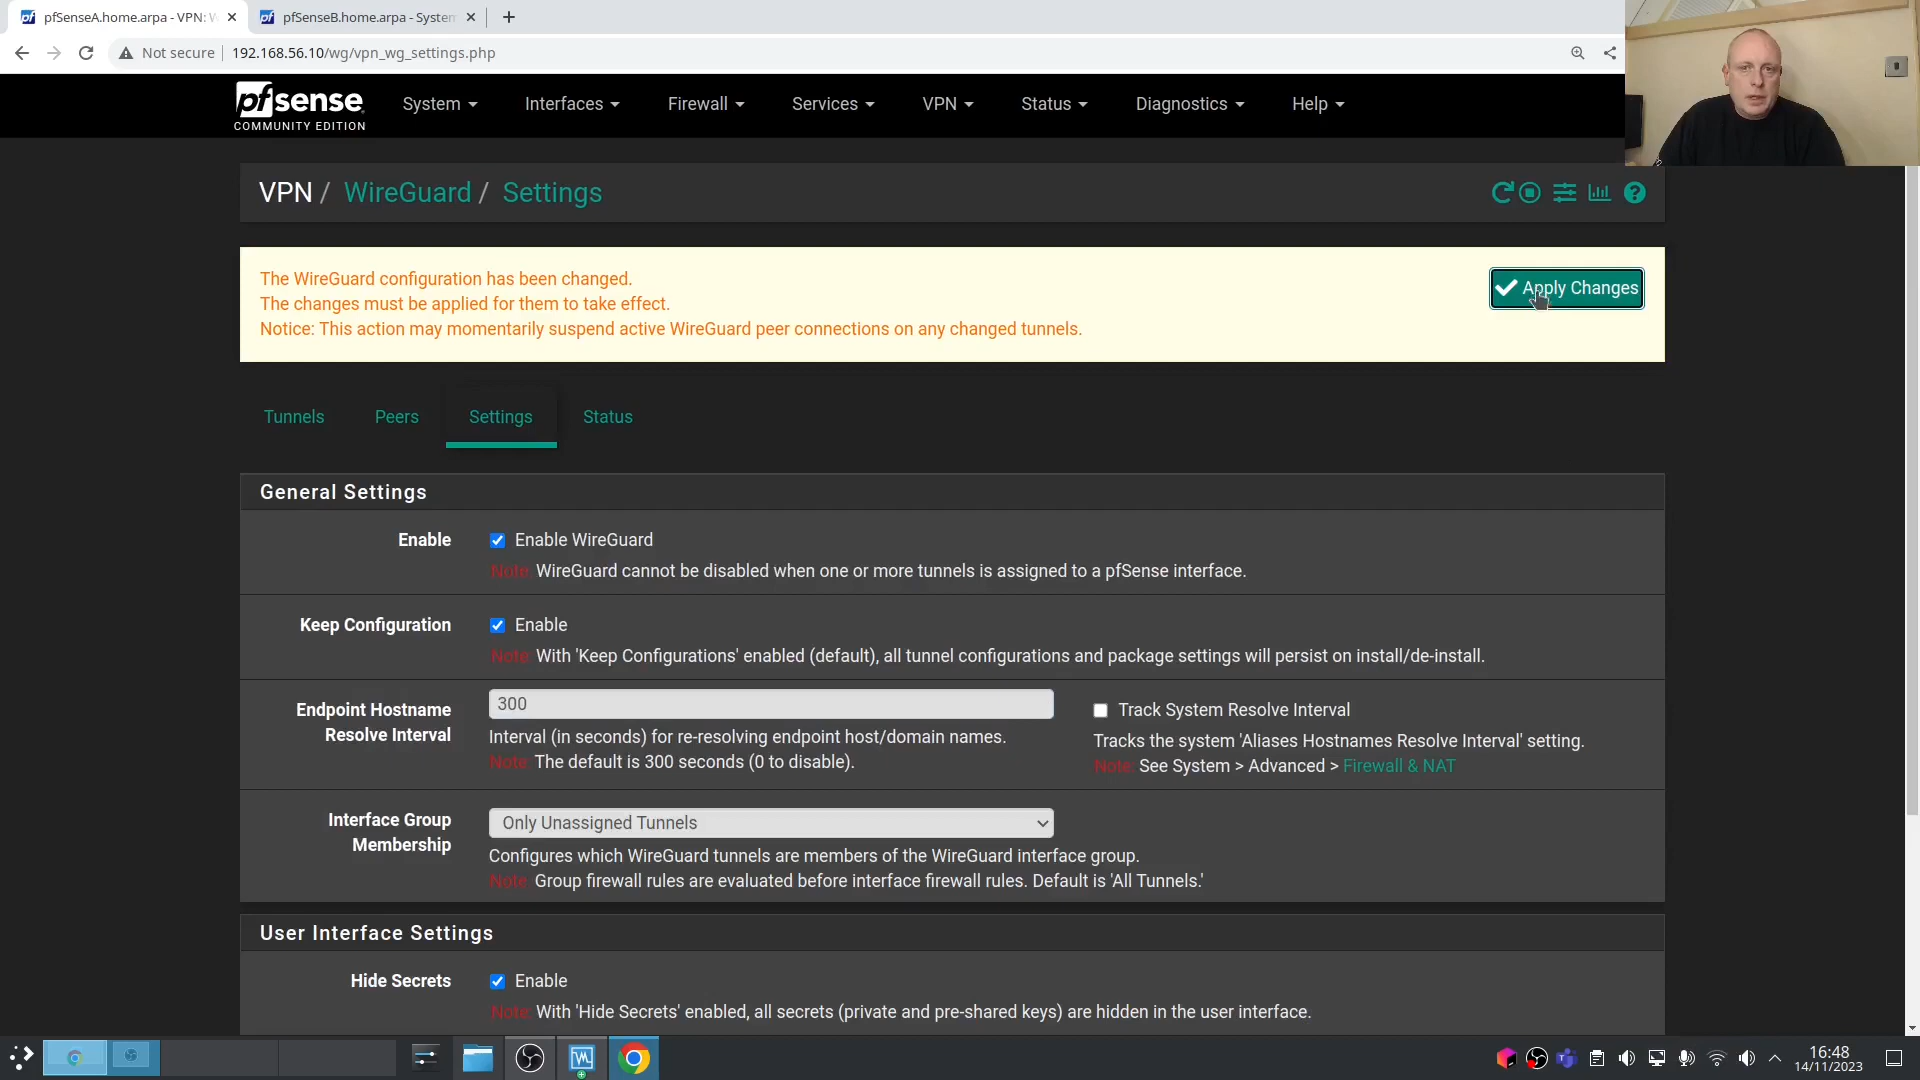 pfSenseA.home.arpa - VPN: W
pfSenseB.home.arpa - System
Not secure
192.168.56.10/wg/vpn_wg_settings.php
pfsense
COMMUNITY EDITION
System
Interfaces
Firewall
Services
VPN
Status
Diagnostics
Help
VPN / WireGuard / Settings
The WireGuard configuration has been changed.
The changes must be applied for them to take effect.
Notice: This action may momentarily suspend active WireGuard peer connections on any changed tunnels.
Apply Changes
Tunnels
Peers
Settings
Status
General Settings
Enable
Enable WireGuard
Note: WireGuard cannot be disabled when one or more tunnels is assigned to a pfSense interface.
Keep Configuration
Enable
Note: With 'Keep Configurations' enabled (default), all tunnel configurations and package settings will persist on install/de-install.
Endpoint Hostname
Resolve Interval
300
Interval (in seconds) for re-resolving endpoint host/domain names.
Note: The default is 300 seconds (0 to disable).
Track System Resolve Interval
Tracks the system 'Aliases Hostnames Resolve Interval' setting.
Note: See System > Advanced > Firewall & NAT
Interface Group
Membership
Only Unassigned Tunnels
Configures which WireGuard tunnels are members of the WireGuard interface group.
Note: Group firewall rules are evaluated before interface firewall rules. Default is 'All Tunnels.'
User Interface Settings
Hide Secrets
Enable
Note: With 'Hide Secrets' enabled, all secrets (private and pre-shared keys) are hidden in the user interface.
16:48
14/11/2023